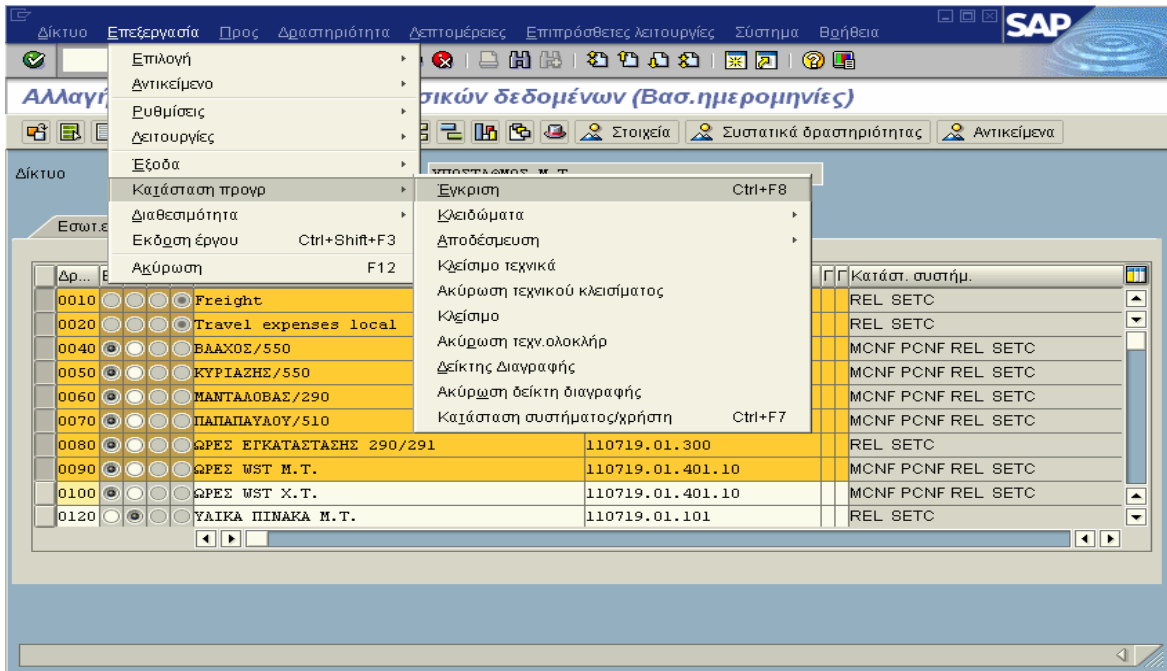 Δίκτυο Επεξεργασία Προς Δραστηριότητα Λεπτομέρειες Επιπρόσθετες λειτουργίες Σύστημα Βοήθεια
SAP
Επιλογή
Αντικείμενο
Ρυθμίσεις
Λειτουργίες
Έξοδα
Κατάσταση προγρ
Διαθεσιμότητα
Εκδοση έργου Ctrl+Shift+F3
Ακύρωση F12
Αλλαγή σικών δεδομένων (Βασ.ημερομηνίες)
Στοιχεία Συστατικά δραστηριότητας Αντικείμενα
Δίκτυο
Έγκριση Ctrl+F8
Κλειδώματα
Αποδέσμευση
Κλείσιμο τεχνικά
Ακύρωση τεχνικού κλεισίματος
Κλείσιμο
Ακύρωση τεχν.ολοκλήρ
Δείκτης Διαγραφής
Ακύρωση δείκτη διαγραφής
Κατάσταση συστήματος/χρήστη Ctrl+F7
Εσωτ.ε
Δρ... Ε Γ Γ Κατάστ. συστήμ.
0010 Freight REL SETC
0020 Travel expenses local REL SETC
0040 ΒΛΑΧΟΣ/550 MCNF PCNF REL SETC
0050 ΚΥΡΙΑΖΗΣ/550 MCNF PCNF REL SETC
0060 ΜΑΝΤΑΛΟΒΑΣ/290 MCNF PCNF REL SETC
0070 ΠΑΠΑΠΑΥΛΟΥ/510 MCNF PCNF REL SETC
0080 ΩΡΕΣ ΕΓΚΑΤΑΣΤΑΣΗΣ 290/291 110719.01.300 REL SETC
0090 ΩΡΕΣ WST Μ.Τ. 110719.01.401.10 MCNF PCNF REL SETC
0100 ΩΡΕΣ WST Χ.Τ. 110719.01.401.10 MCNF PCNF REL SETC
0120 ΥΛΙΚΑ ΠΙΝΑΚΑ Μ.Τ. 110719.01.101 REL SETC